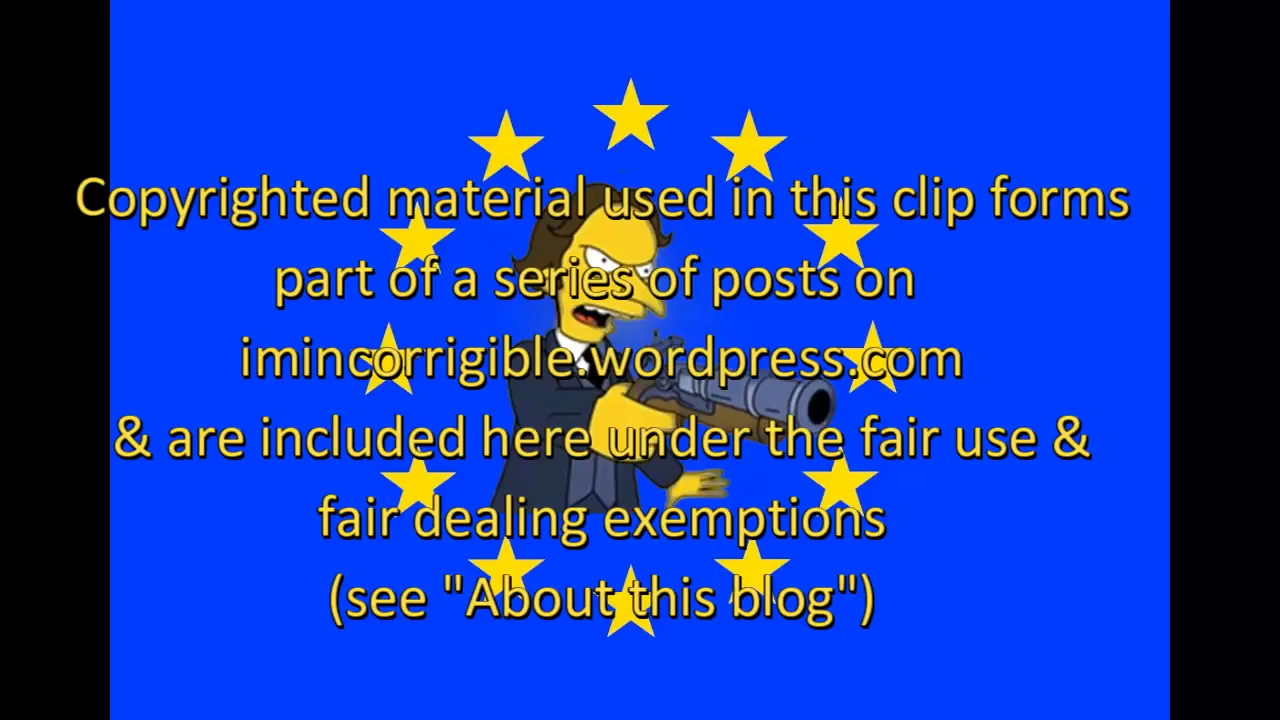 Copyrighted material used in this clip forms
part of a series of posts on
imincorrigible.wordpress.com
& are included here under the fair use &
fair dealing exemptions
(see "About this blog")